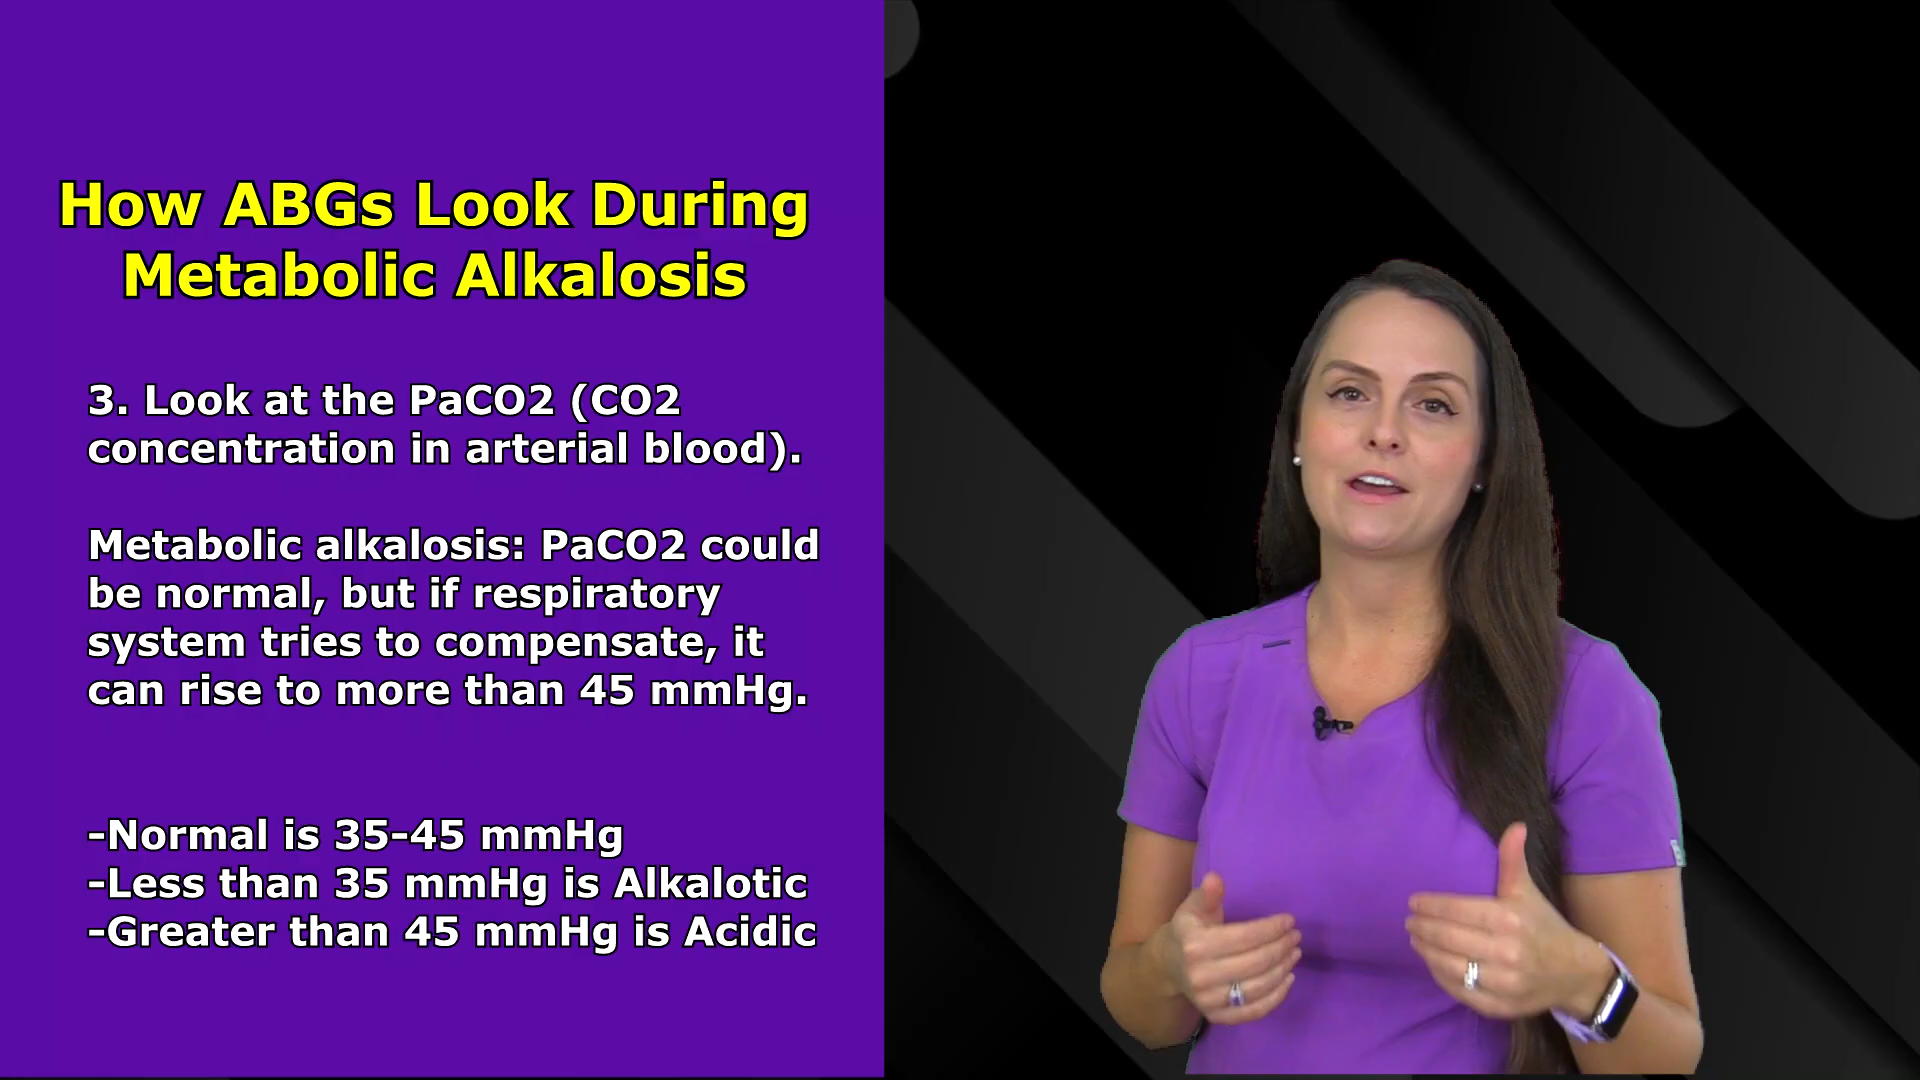 How ABGs Look During
Metabolic Alkalosis
3. Look at the PaCO2 (CO2
concentration in arterial blood).
Metabolic alkalosis: PaCO2 could
be normal, but if respiratory
system tries to compensate, it
can rise to more than 45 mmHg.
-Normal is 35-45 mmHg
-Less than 35 mmHg is Alkalotic
-Greater than 45 mmHg is Acidic